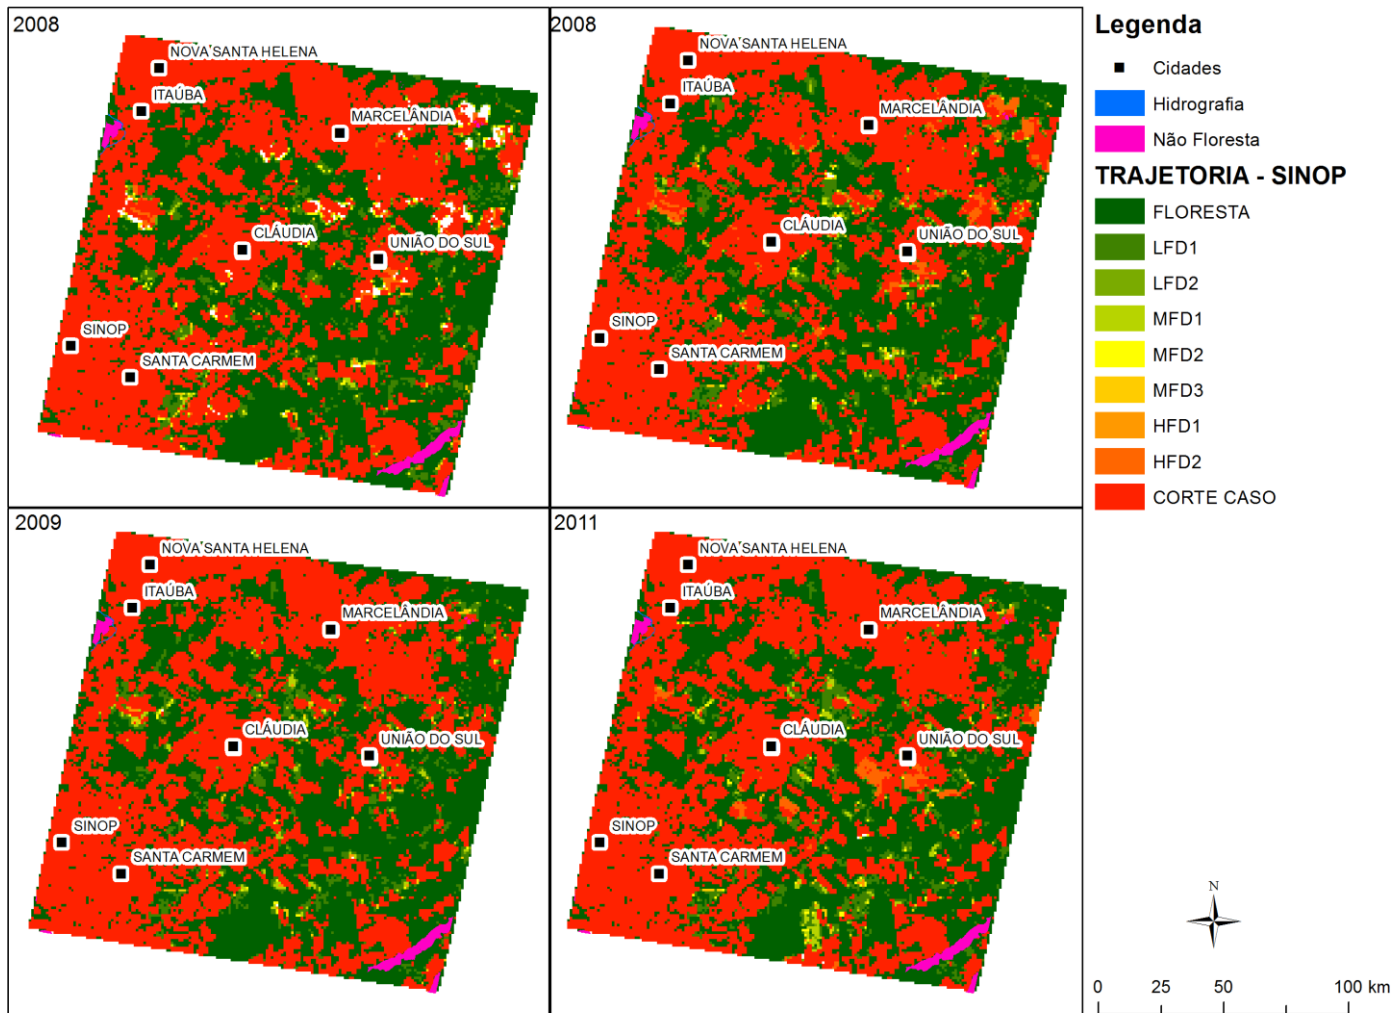 2008
NOVA SANTA HELENA
ITAÚBA
MARCELÂNDIA
CLÁUDIA
UNIÃO DO SUL
SINOP
SANTA CARMEM
2008
NOVA SANTA HELENA
ITAÚBA
MARCELÂNDIA
CLÁUDIA
UNIÃO DO SUL
SINOP
SANTA CARMEM
2009
NOVA SANTA HELENA
ITAÚBA
MARCELÂNDIA
CLÁUDIA
UNIÃO DO SUL
SINOP
SANTA CARMEM
2011
NOVA SANTA HELENA
ITAÚBA
MARCELÂNDIA
CLÁUDIA
UNIÃO DO SUL
SINOP
SANTA CARMEM
Legenda
Cidades
Hidrografia
Não Floresta
TRAJETORIA - SINOP
FLORESTA
LFD1
LFD2
MFD1
MFD2
MFD3
HFD1
HFD2
CORTE CASO
N
0 25 50 100 km